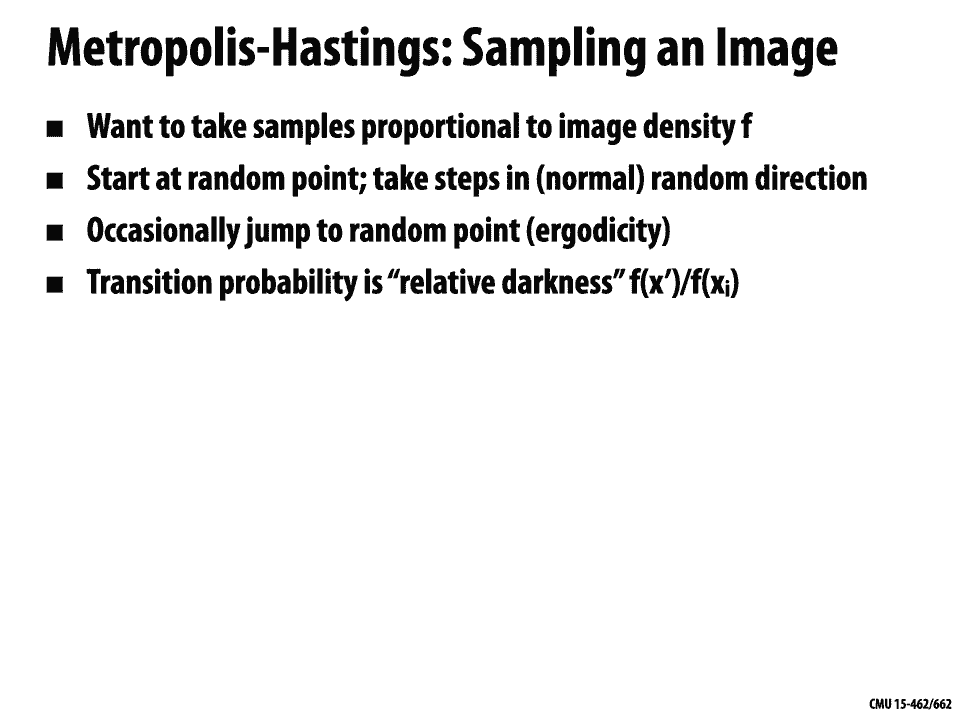 Metropolis-Hastings: Sampling an Image
■ Want to take samples proportional to image density f
■ Start at random point; take steps in (normal) random direction
■ Occasionally jump to random point (ergodicity)
■ Transition probability is “relative darkness” f(x’)/f(xᵢ)
CMU 15-462/662